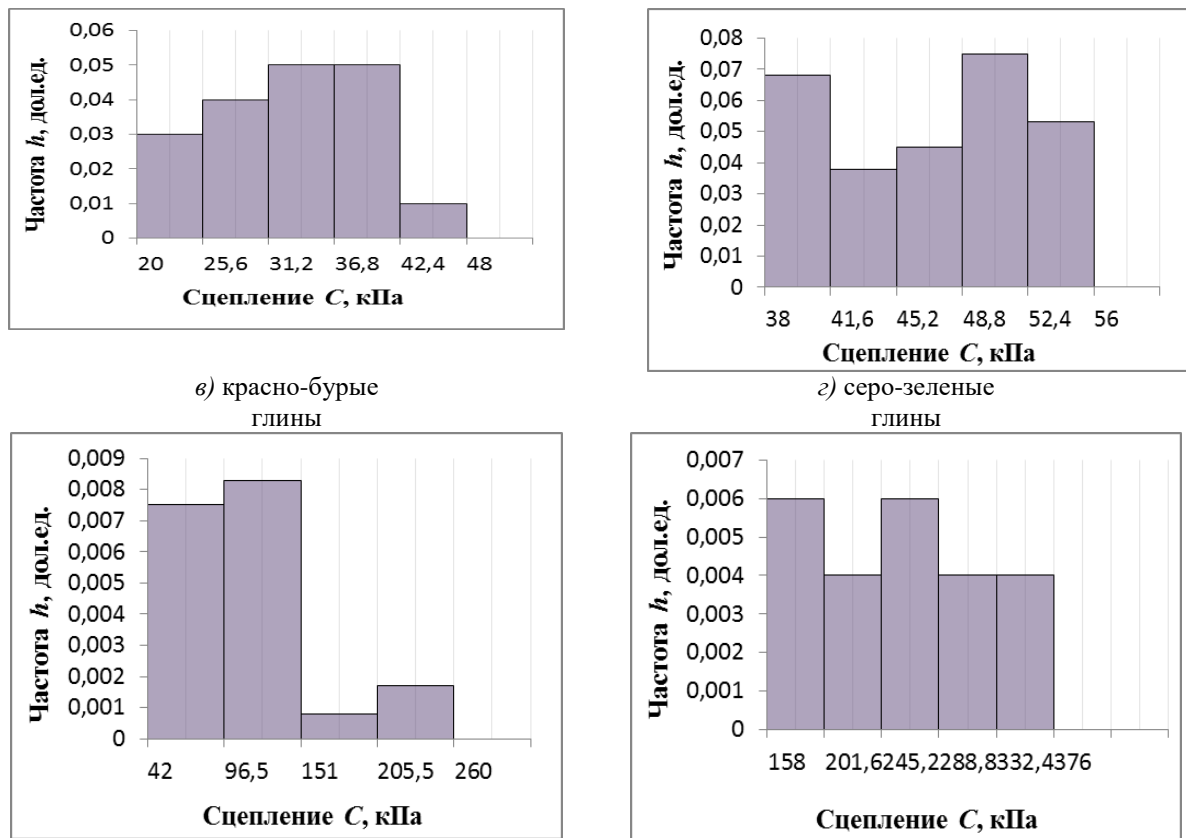 0,06
0,05
0,04
0,03
0,02
0,01
0
Частота h, дол.ед.
20 25,6 31,2 36,8 42,4 48
Сцепление C, кПа
0,08
0,07
0,06
0,05
0,04
0,03
0,02
0,01
0
Частота h, дол.ед.
38 41,6 45,2 48,8 52,4 56
Сцепление C, кПа
в) красно-бурые
глины
г) серо-зеленые
глины
0,009
0,008
0,007
0,006
0,005
0,004
0,003
0,002
0,001
0
Частота h, дол.ед.
42 96,5 151 205,5 260
Сцепление C, кПа
0,007
0,006
0,005
0,004
0,003
0,002
0,001
0
Частота h, дол.ед.
158 201,6245,2288,8332,4376
Сцепление C, кПа